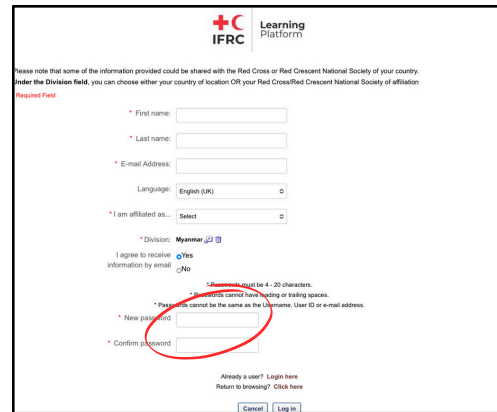 IFRC
Learning
Platform
Please note that some of the information provided could be shared with the Red Cross or Red Crescent National Society of your country.
Under the Division field, you can choose either your country of location OR your Red Cross/Red Crescent National Society of affiliation
Required Field
* First name:
* Last name:
* E-mail Address:
Language: English (UK)
* I am affiliated as... Select
* Division: Myanmar
I agree to receive information by email Yes
No
* Passwords must be 4 - 20 characters.
* Passwords cannot have leading or trailing spaces.
* Passwords cannot be the same as the Username, User ID or e-mail address.
* New password
* Confirm password
Already a user? Login here
Return to browsing? Click here
Cancel Log in